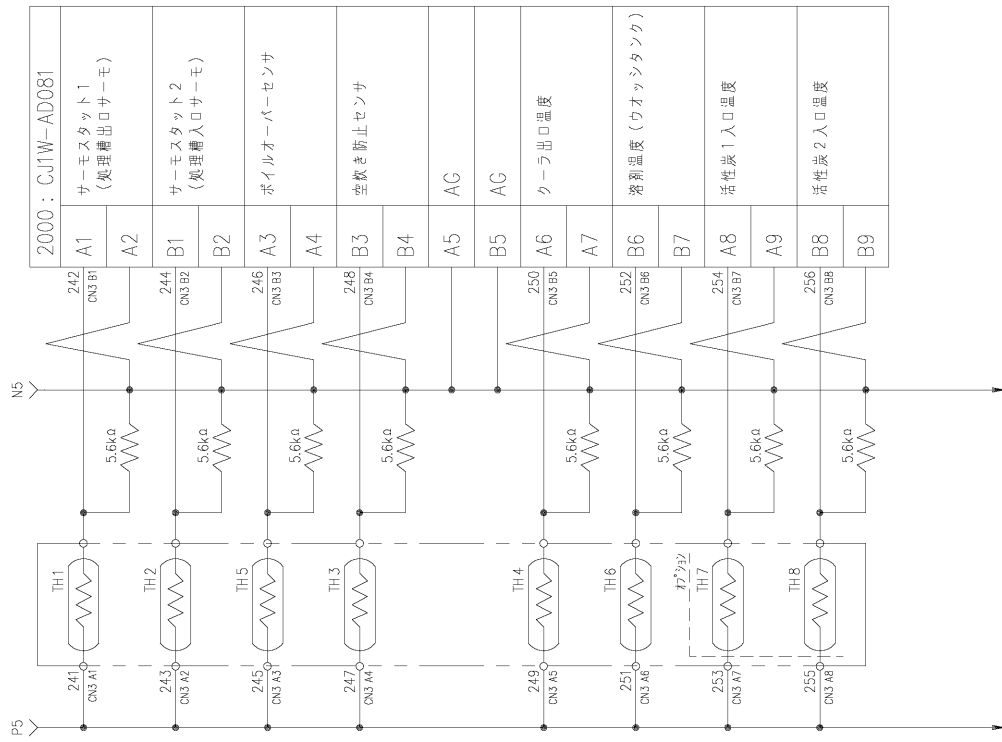 2000 : CJ1W-AD081
A1
サーモスタット1
(処理槽出口サーモ)
A2
B1
サーモスタット2
(処理槽入口サーモ)
B2
A3
ボイルオーバーセンサ
A4
B3
空炊き防止センサ
B4
A5
AG
B5
AG
A6
クーラ出口温度
A7
B6
溶剤温度(ウオッシタンク)
B7
A8
活性炭1入口温度
A9
B8
活性炭2入口温度
B9
242
CN3 B1
244
CN3 B2
246
CN3 B3
248
CN3 B4
250
CN3 B5
252
CN3 B6
254
CN3 B7
256
CN3 B8
N5
5.6kΩ
5.6kΩ
5.6kΩ
5.6kΩ
5.6kΩ
5.6kΩ
5.6kΩ
5.6kΩ
TH1
TH2
TH5
TH3
TH4
TH6
オプション
TH7
TH8
241
CN3 A1
243
CN3 A2
245
CN3 A3
247
CN3 A4
249
CN3 A5
251
CN3 A6
253
CN3 A7
255
CN3 A8
P5